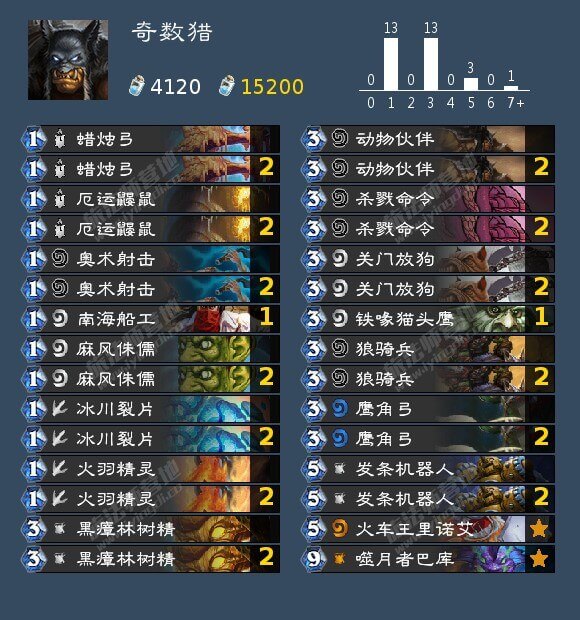 奇数猎
4120 15200
13 13
0 0 3 0 1
0 1 2 3 4 5 6 7+
1 蜡烛弓
1 蜡烛弓 2
1 厄运鼹鼠
1 厄运鼹鼠 2
1 奥术射击
1 奥术射击 2
1 南海船工 1
1 麻风侏儒
1 麻风侏儒 2
1 冰川裂片
1 冰川裂片 2
1 火羽精灵
1 火羽精灵 2
3 黑瘴林树精
3 黑瘴林树精 2
3 动物伙伴
3 动物伙伴 2
3 杀戮命令
3 杀戮命令 2
3 关门放狗
3 关门放狗 2
3 铁喙猫头鹰 1
3 狼骑兵
3 狼骑兵 2
3 鹰角弓
3 鹰角弓 2
5 发条机器人
5 发条机器人 2
5 火车王里诺艾
9 噬月者巴库